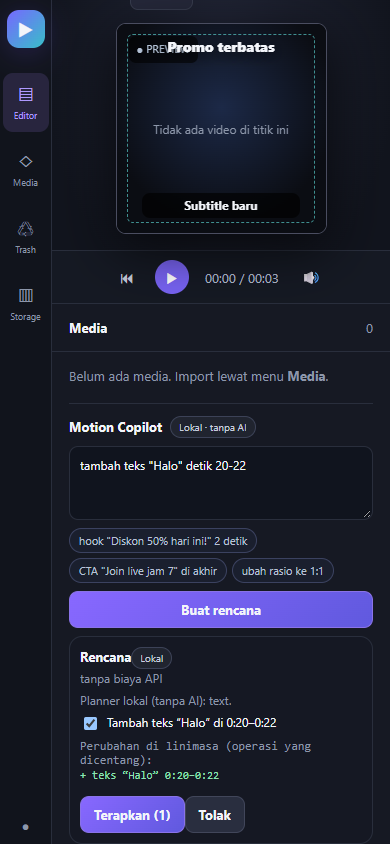 PREVIEW
Promo terbatas
Tidak ada video di titik ini
Subtitle baru
00:00 / 00:03
Editor
Media
Trash
Storage
Media 0
Belum ada media. Import lewat menu Media.
Motion Copilot Lokal · tanpa AI
tambah teks "Halo" detik 20-22
hook "Diskon 50% hari ini!" 2 detik
CTA "Join live jam 7" di akhir
ubah rasio ke 1:1
Buat rencana
Rencana Lokal
tanpa biaya API
Planner lokal (tanpa AI): text.
Tambah teks “Halo” di 0:20–0:22
Perubahan di linimasa (operasi yang
dicentang):
+ teks “Halo” 0:20–0:22
Terapkan (1) Tolak